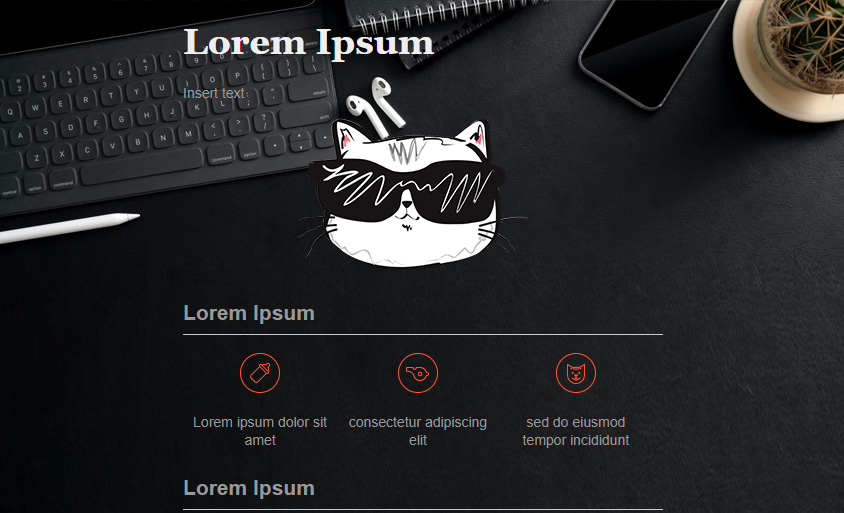 Lorem Ipsum
Insert text
Lorem Ipsum
Lorem ipsum dolor sit
amet
consectetur adipiscing
elit
sed do eiusmod
tempor incididunt
Lorem Ipsum